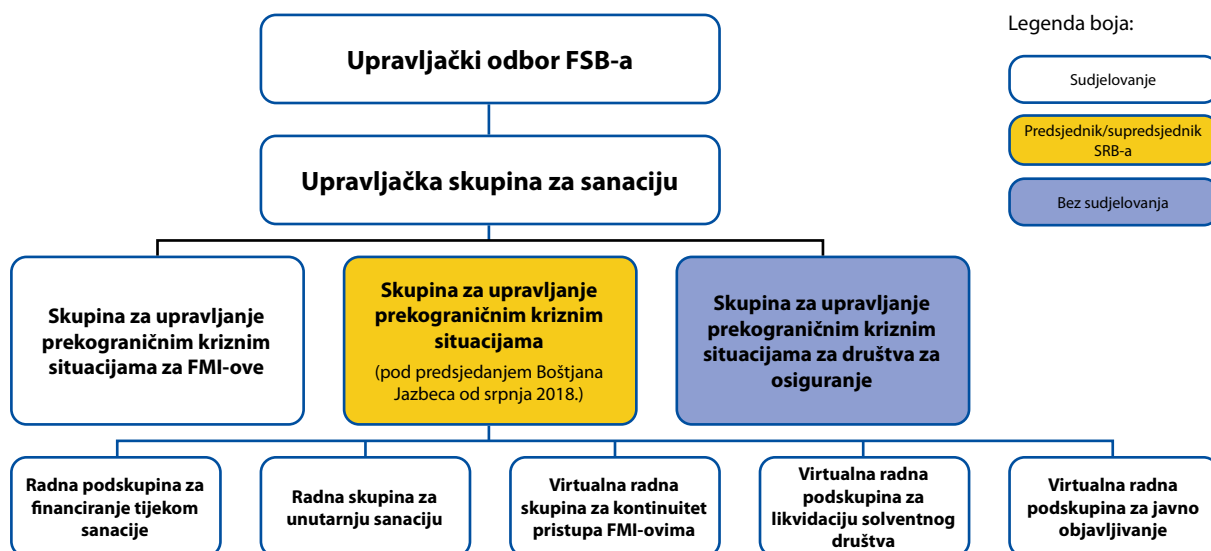 Upravljački odbor FSB-a
Legenda boja:
Sudjelovanje
Predsjednik/supredsjednik
SRB-a
Bez sudjelovanja
Upravljačka skupina za sanaciju
Skupina za upravljanje
prekograničnim kriznim
situacijama za FMI-ove
Skupina za upravljanje
prekograničnim kriznim
situacijama
(pod predsjedanjem Boštjana
Jazbeca od srpnja 2018.)
Skupina za upravljanje
prekograničnim kriznim
situacijama za društva za
osiguranje
Radna podskupina za
financiranje tijekom
sanacije
Radna skupina za
unutarnju sanaciju
Virtualna radna
skupina za kontinuitet
pristupa FMI-ovima
Virtualna radna
podskupina za
likvidaciju solventnog
društva
Virtualna radna
podskupina za javno
objavljivanje